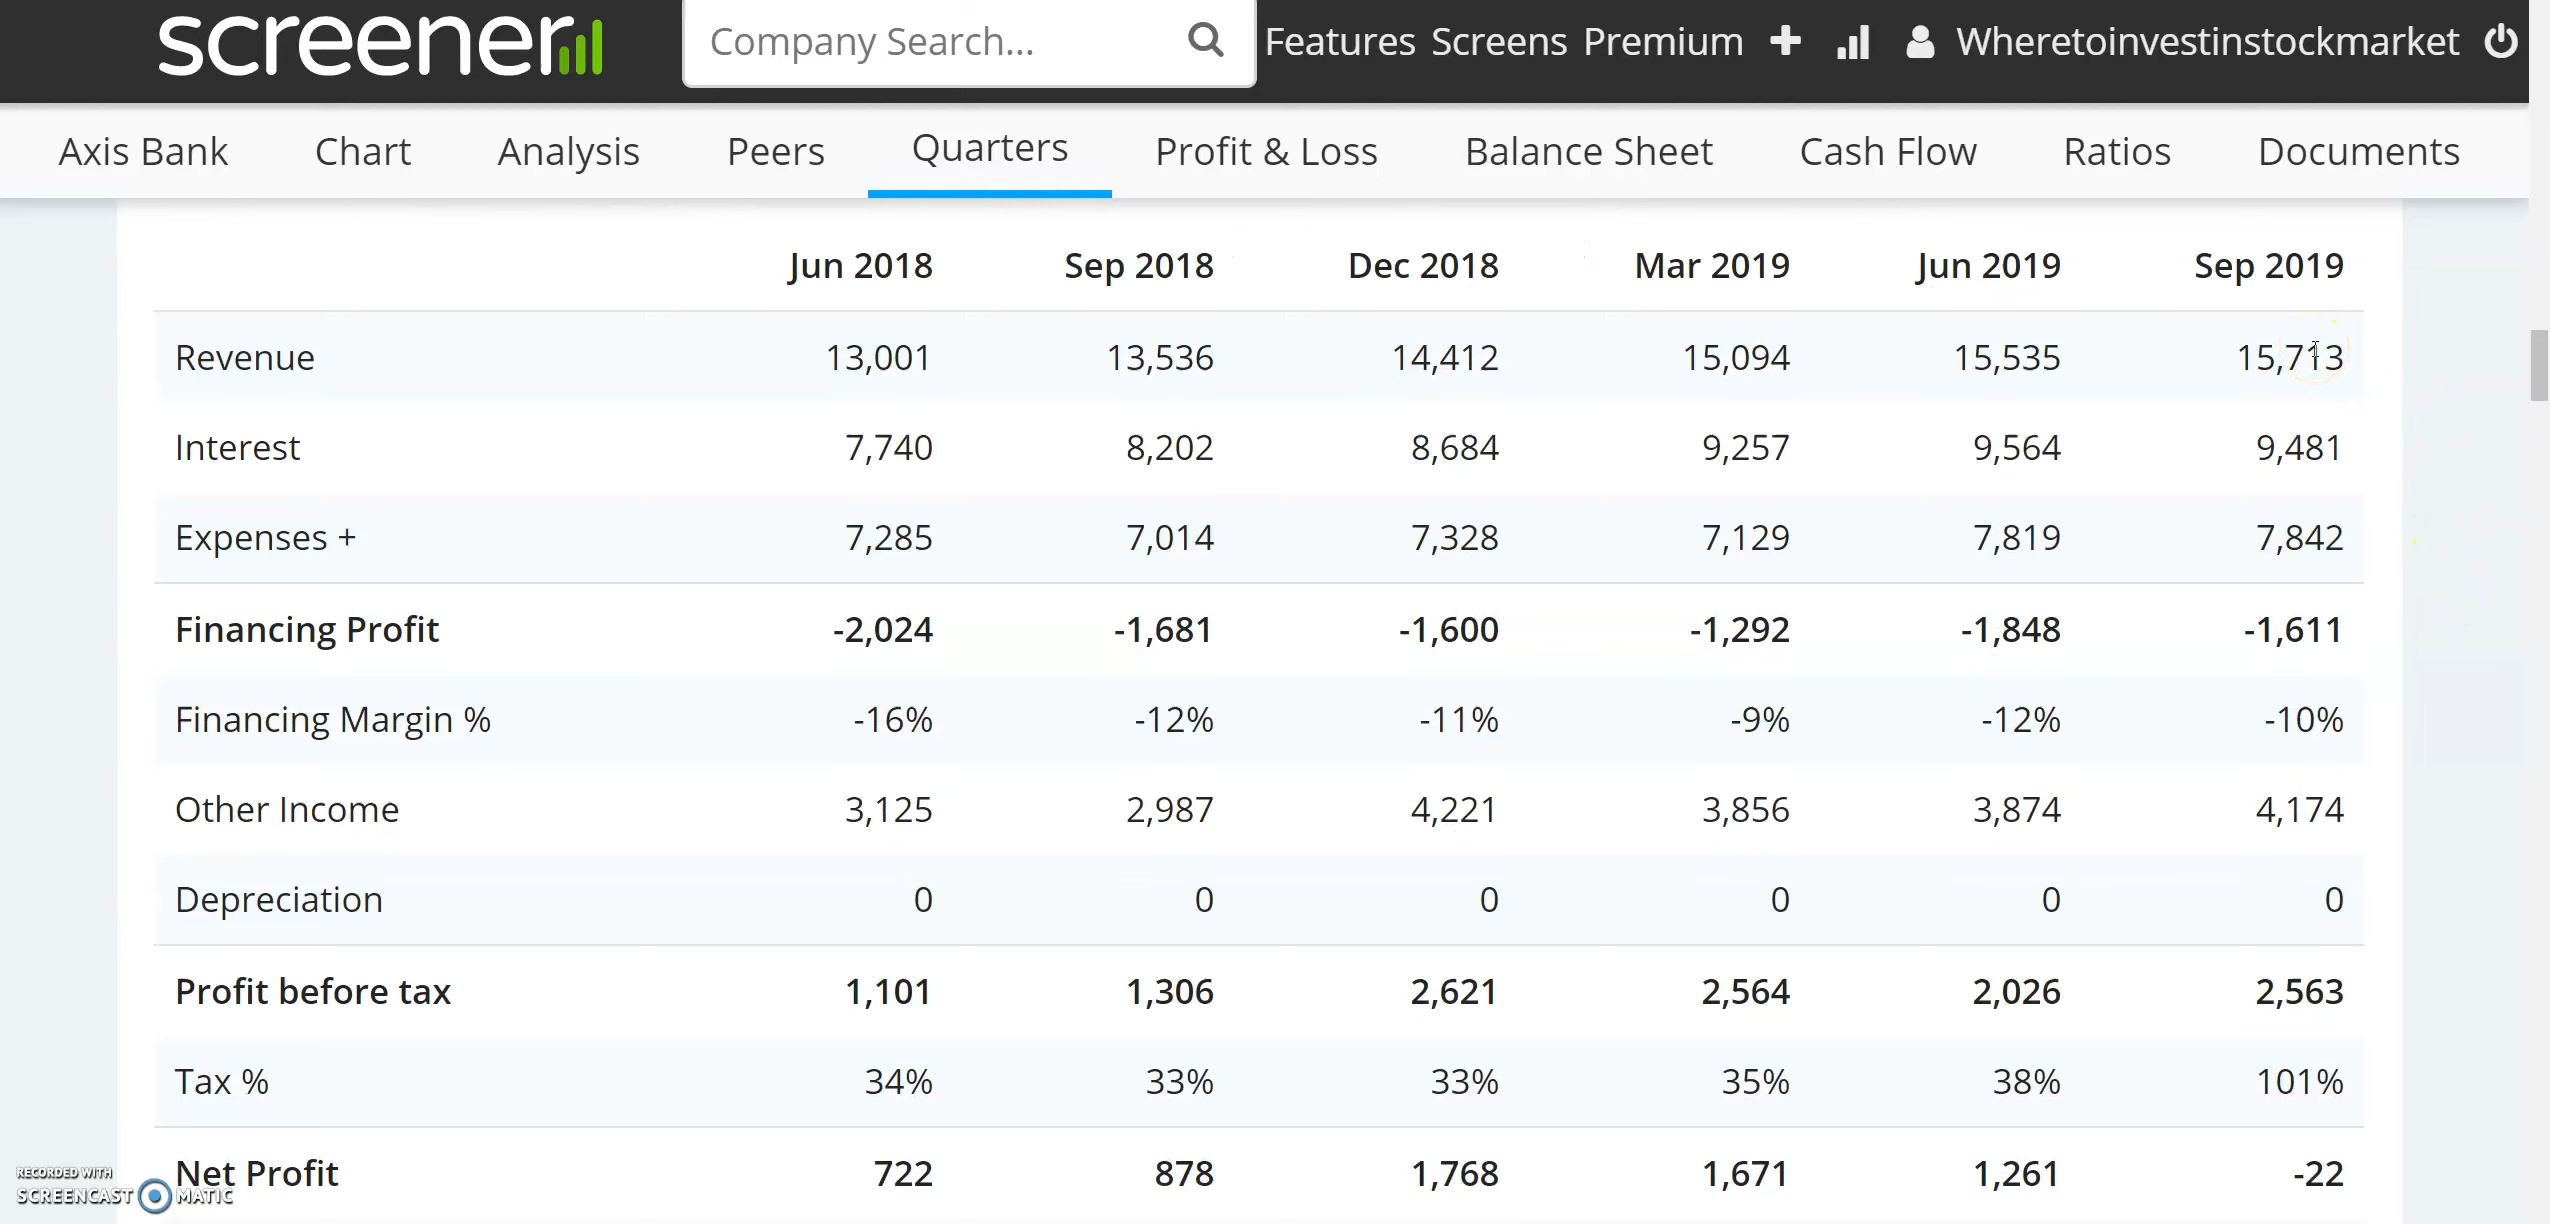 screener Company Search... Features Screens Premium Wheretoinvestinstockmarket
Axis Bank Chart Analysis Peers Quarters Profit & Loss Balance Sheet Cash Flow Ratios Documents
Jun 2018 Sep 2018 Dec 2018 Mar 2019 Jun 2019 Sep 2019
Revenue 13,001 13,536 14,412 15,094 15,535 15,713
Interest 7,740 8,202 8,684 9,257 9,564 9,481
Expenses + 7,285 7,014 7,328 7,129 7,819 7,842
Financing Profit -2,024 -1,681 -1,600 -1,292 -1,848 -1,611
Financing Margin % -16% -12% -11% -9% -12% -10%
Other Income 3,125 2,987 4,221 3,856 3,874 4,174
Depreciation 0 0 0 0 0 0
Profit before tax 1,101 1,306 2,621 2,564 2,026 2,563
Tax % 34% 33% 33% 35% 38% 101%
Net Profit 722 878 1,768 1,671 1,261 -22
RECORDED WITH
SCREENCAST MATIC